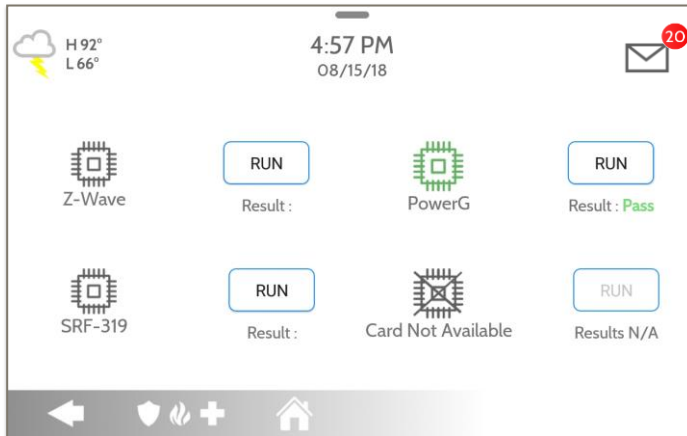 H 92°
L 66°
4:57 PM
08/15/18
20
RUN
RUN
Z-Wave
Result :
PowerG
Result : Pass
RUN
RUN
SRF-319
Result :
Card Not Available
Results N/A